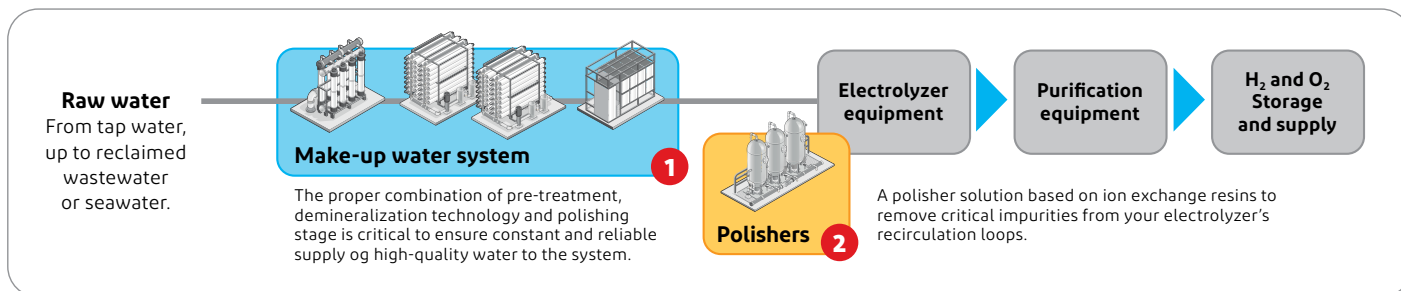 Raw water
From tap water,
up to reclaimed
wastewater
or seawater.
Make-up water system
1
The proper combination of pre-treatment,
demineralization technology and polishing
stage is critical to ensure constant and reliable
supply og high-quality water to the system.
Polishers
2
Electrolyzer
equipment
Purification
equipment
H₂ and O₂
Storage
and supply
A polisher solution based on ion exchange resins to
remove critical impurities from your electrolyzer’s
recirculation loops.